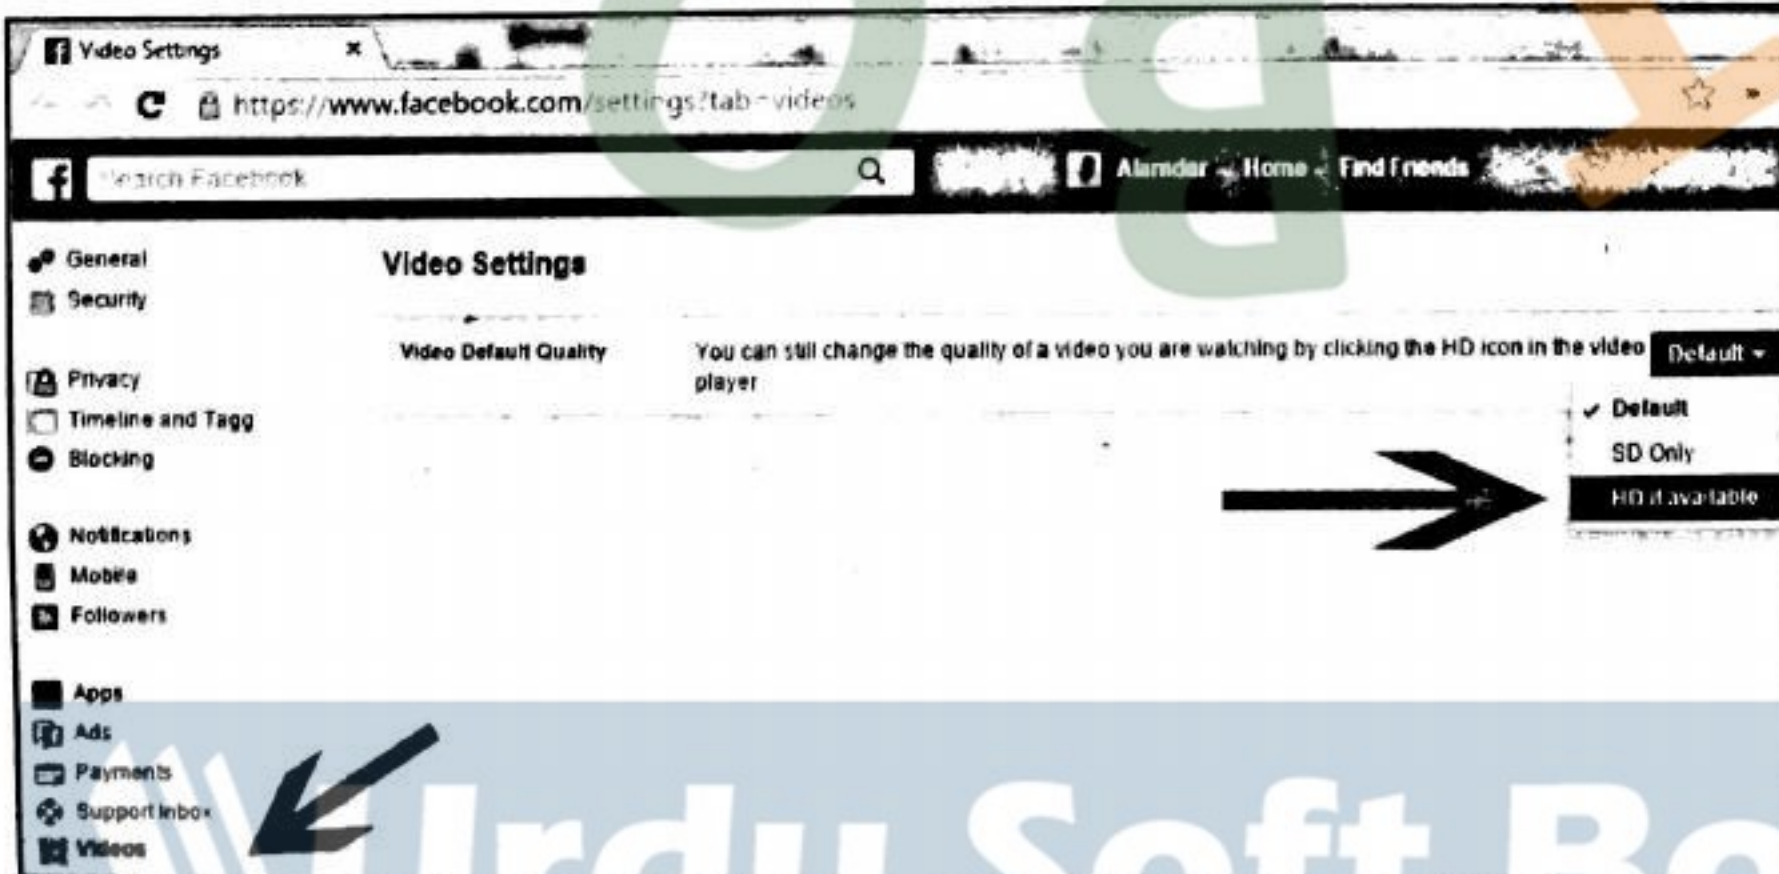 Video Settings
https://www.facebook.com/settings?tab=videos
Search Facebook
Alamdar Home Find Friends
General
Security
Privacy
Timeline and Tagg
Blocking
Notifications
Mobile
Followers
Apps
Ads
Payments
Support Inbox
Videos
Video Settings
Video Default Quality
You can still change the quality of a video you are watching by clicking the HD icon in the video
player
Default
Default
SD Only
HD if available
Urdu Soft Bo